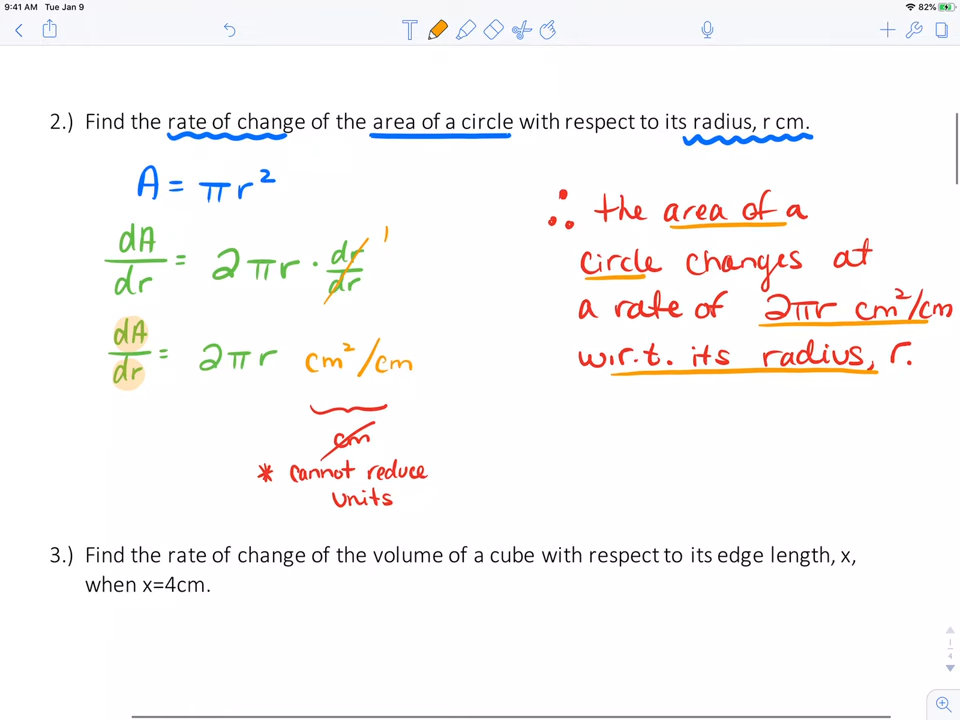 9:41 AM Tue Jan 9
82%
2.) Find the rate of change of the area of a circle with respect to its radius, r cm.
A = πr²
dA/dr = 2πr · dr/dr 1
dA/dr = 2πr cm²/cm
cm
* cannot reduce
units
∴ the area of a
circle changes at
a rate of 2πr cm²/cm
w.r.t. its radius, r.
3.) Find the rate of change of the volume of a cube with respect to its edge length, x,
when x=4cm.
1
4